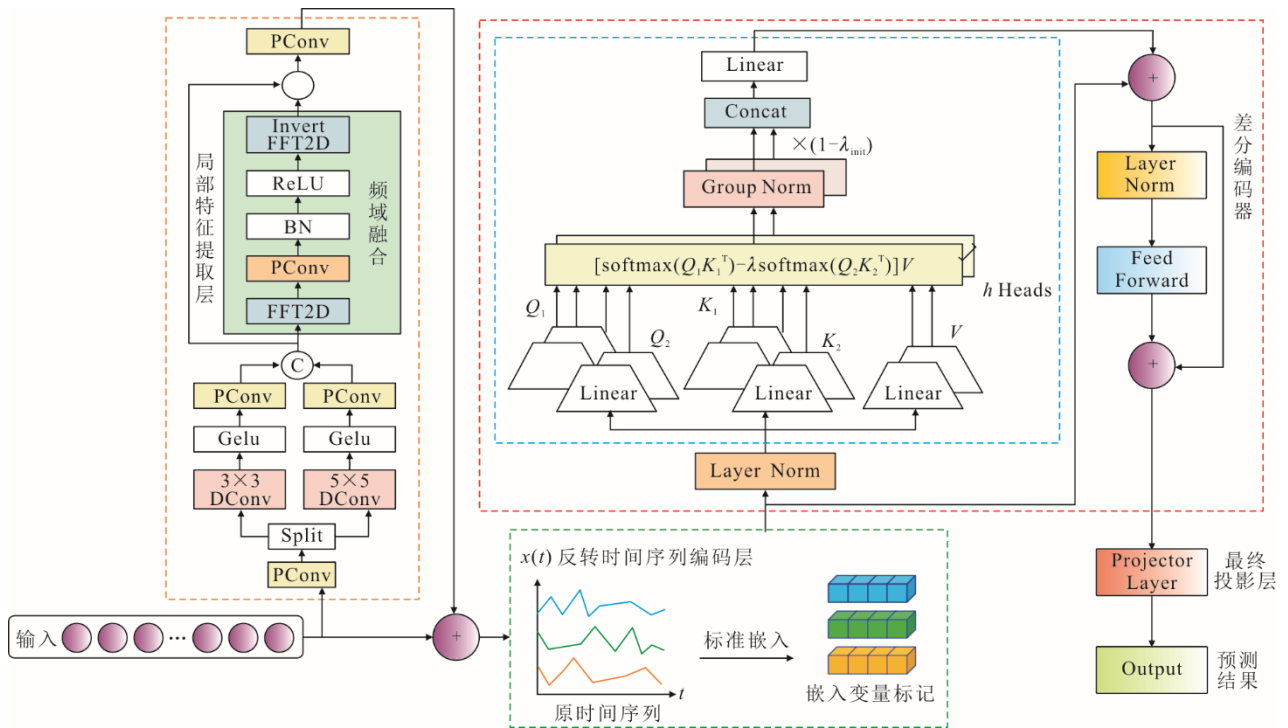 PConv
Invert
FFT2D
ReLU
BN
PConv
FFT2D
频域融合
局部特征提取层
C
PConv
PConv
Gelu
Gelu
3×3
DConv
5×5
DConv
Split
PConv
输入
...
+
x(t) 反转时间序列编码层
t
原时间序列
标准嵌入
嵌入变量标记
Linear
Concat
×(1-λinit)
Group Norm
[softmax(Q₁K₁ᵀ)-λsoftmax(Q₂K₂ᵀ)]V
h Heads
Q₁
Q₂
K₁
K₂
V
Linear
Linear
Linear
Layer Norm
+
差分编码器
Layer
Norm
Feed
Forward
+
Projector
Layer
最终
投影层
Output
预测
结果